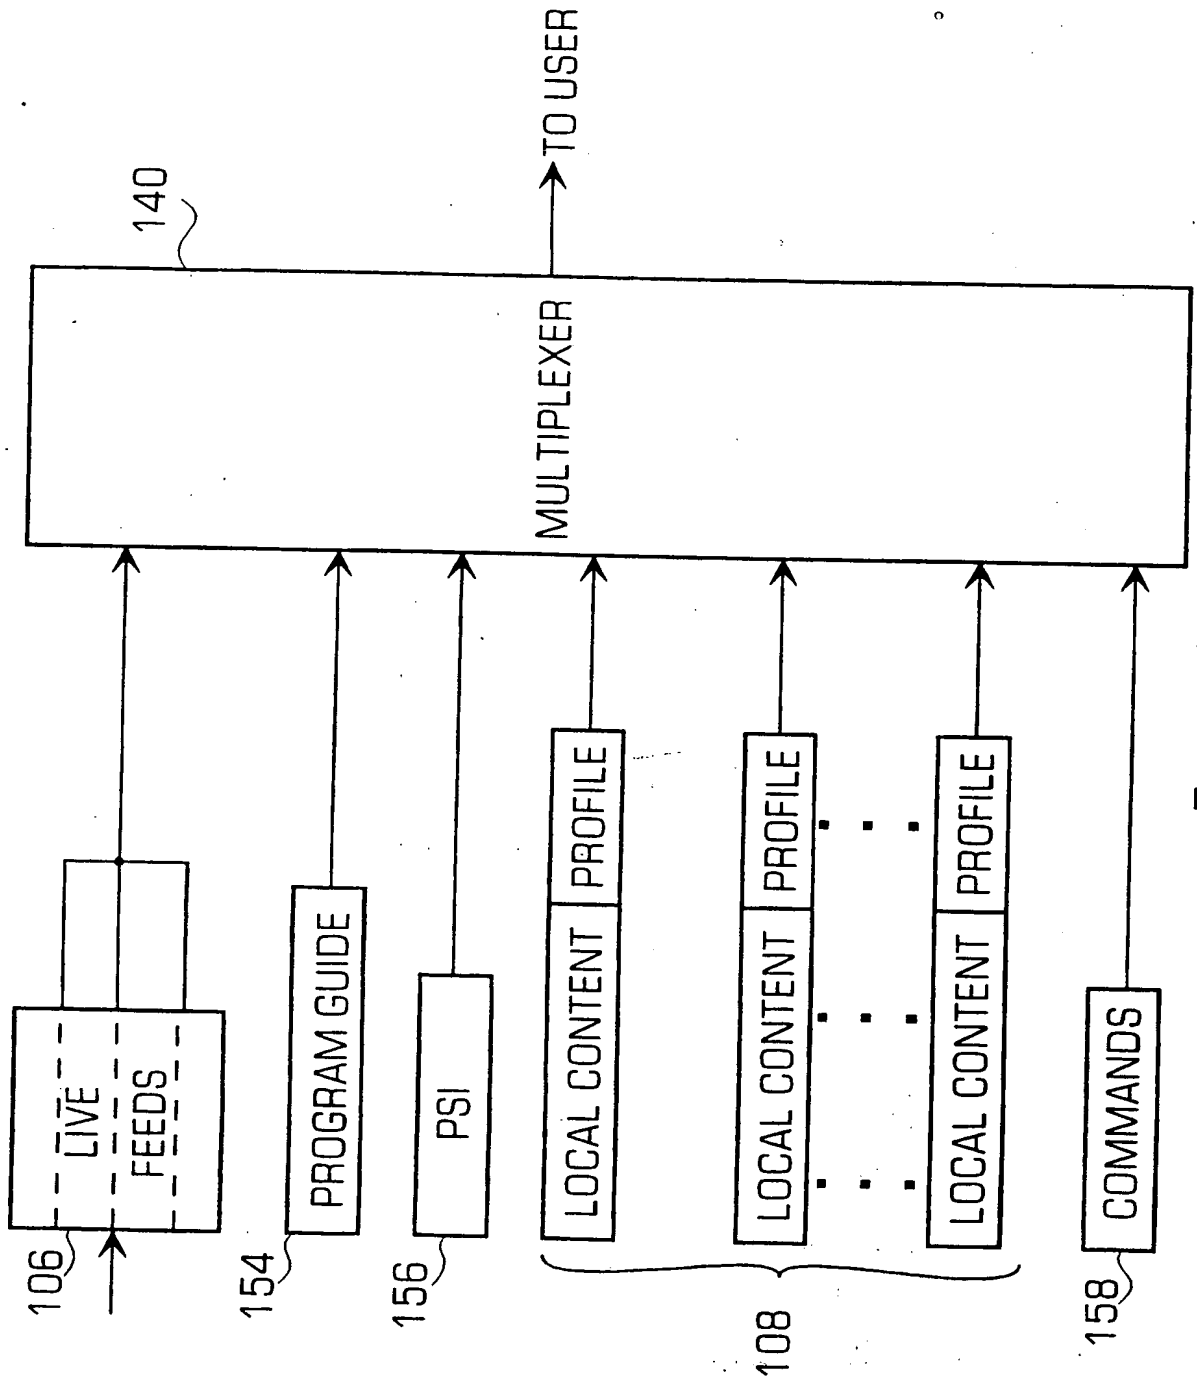 106
LIVE
FEEDS
154
PROGRAM GUIDE
156
PSI
LOCAL CONTENT PROFILE
LOCAL CONTENT PROFILE
LOCAL CONTENT PROFILE
108
158
COMMANDS
140
MULTIPLEXER
TO USER